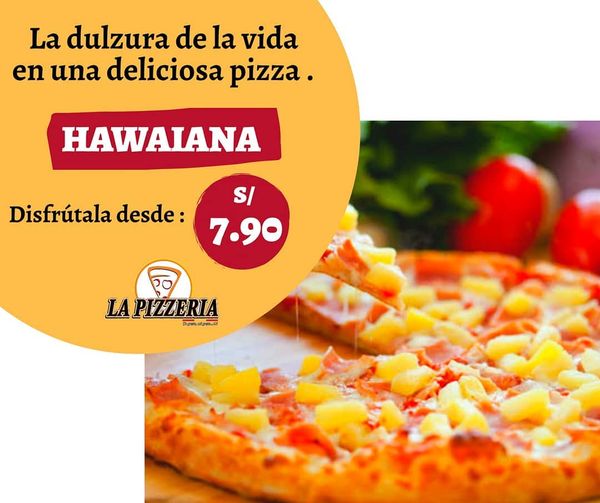 La dulzura de la vida
en una deliciosa pizza .
HAWAIANA
Disfrútala desde :
S/
7.90
LA PIZZERIA